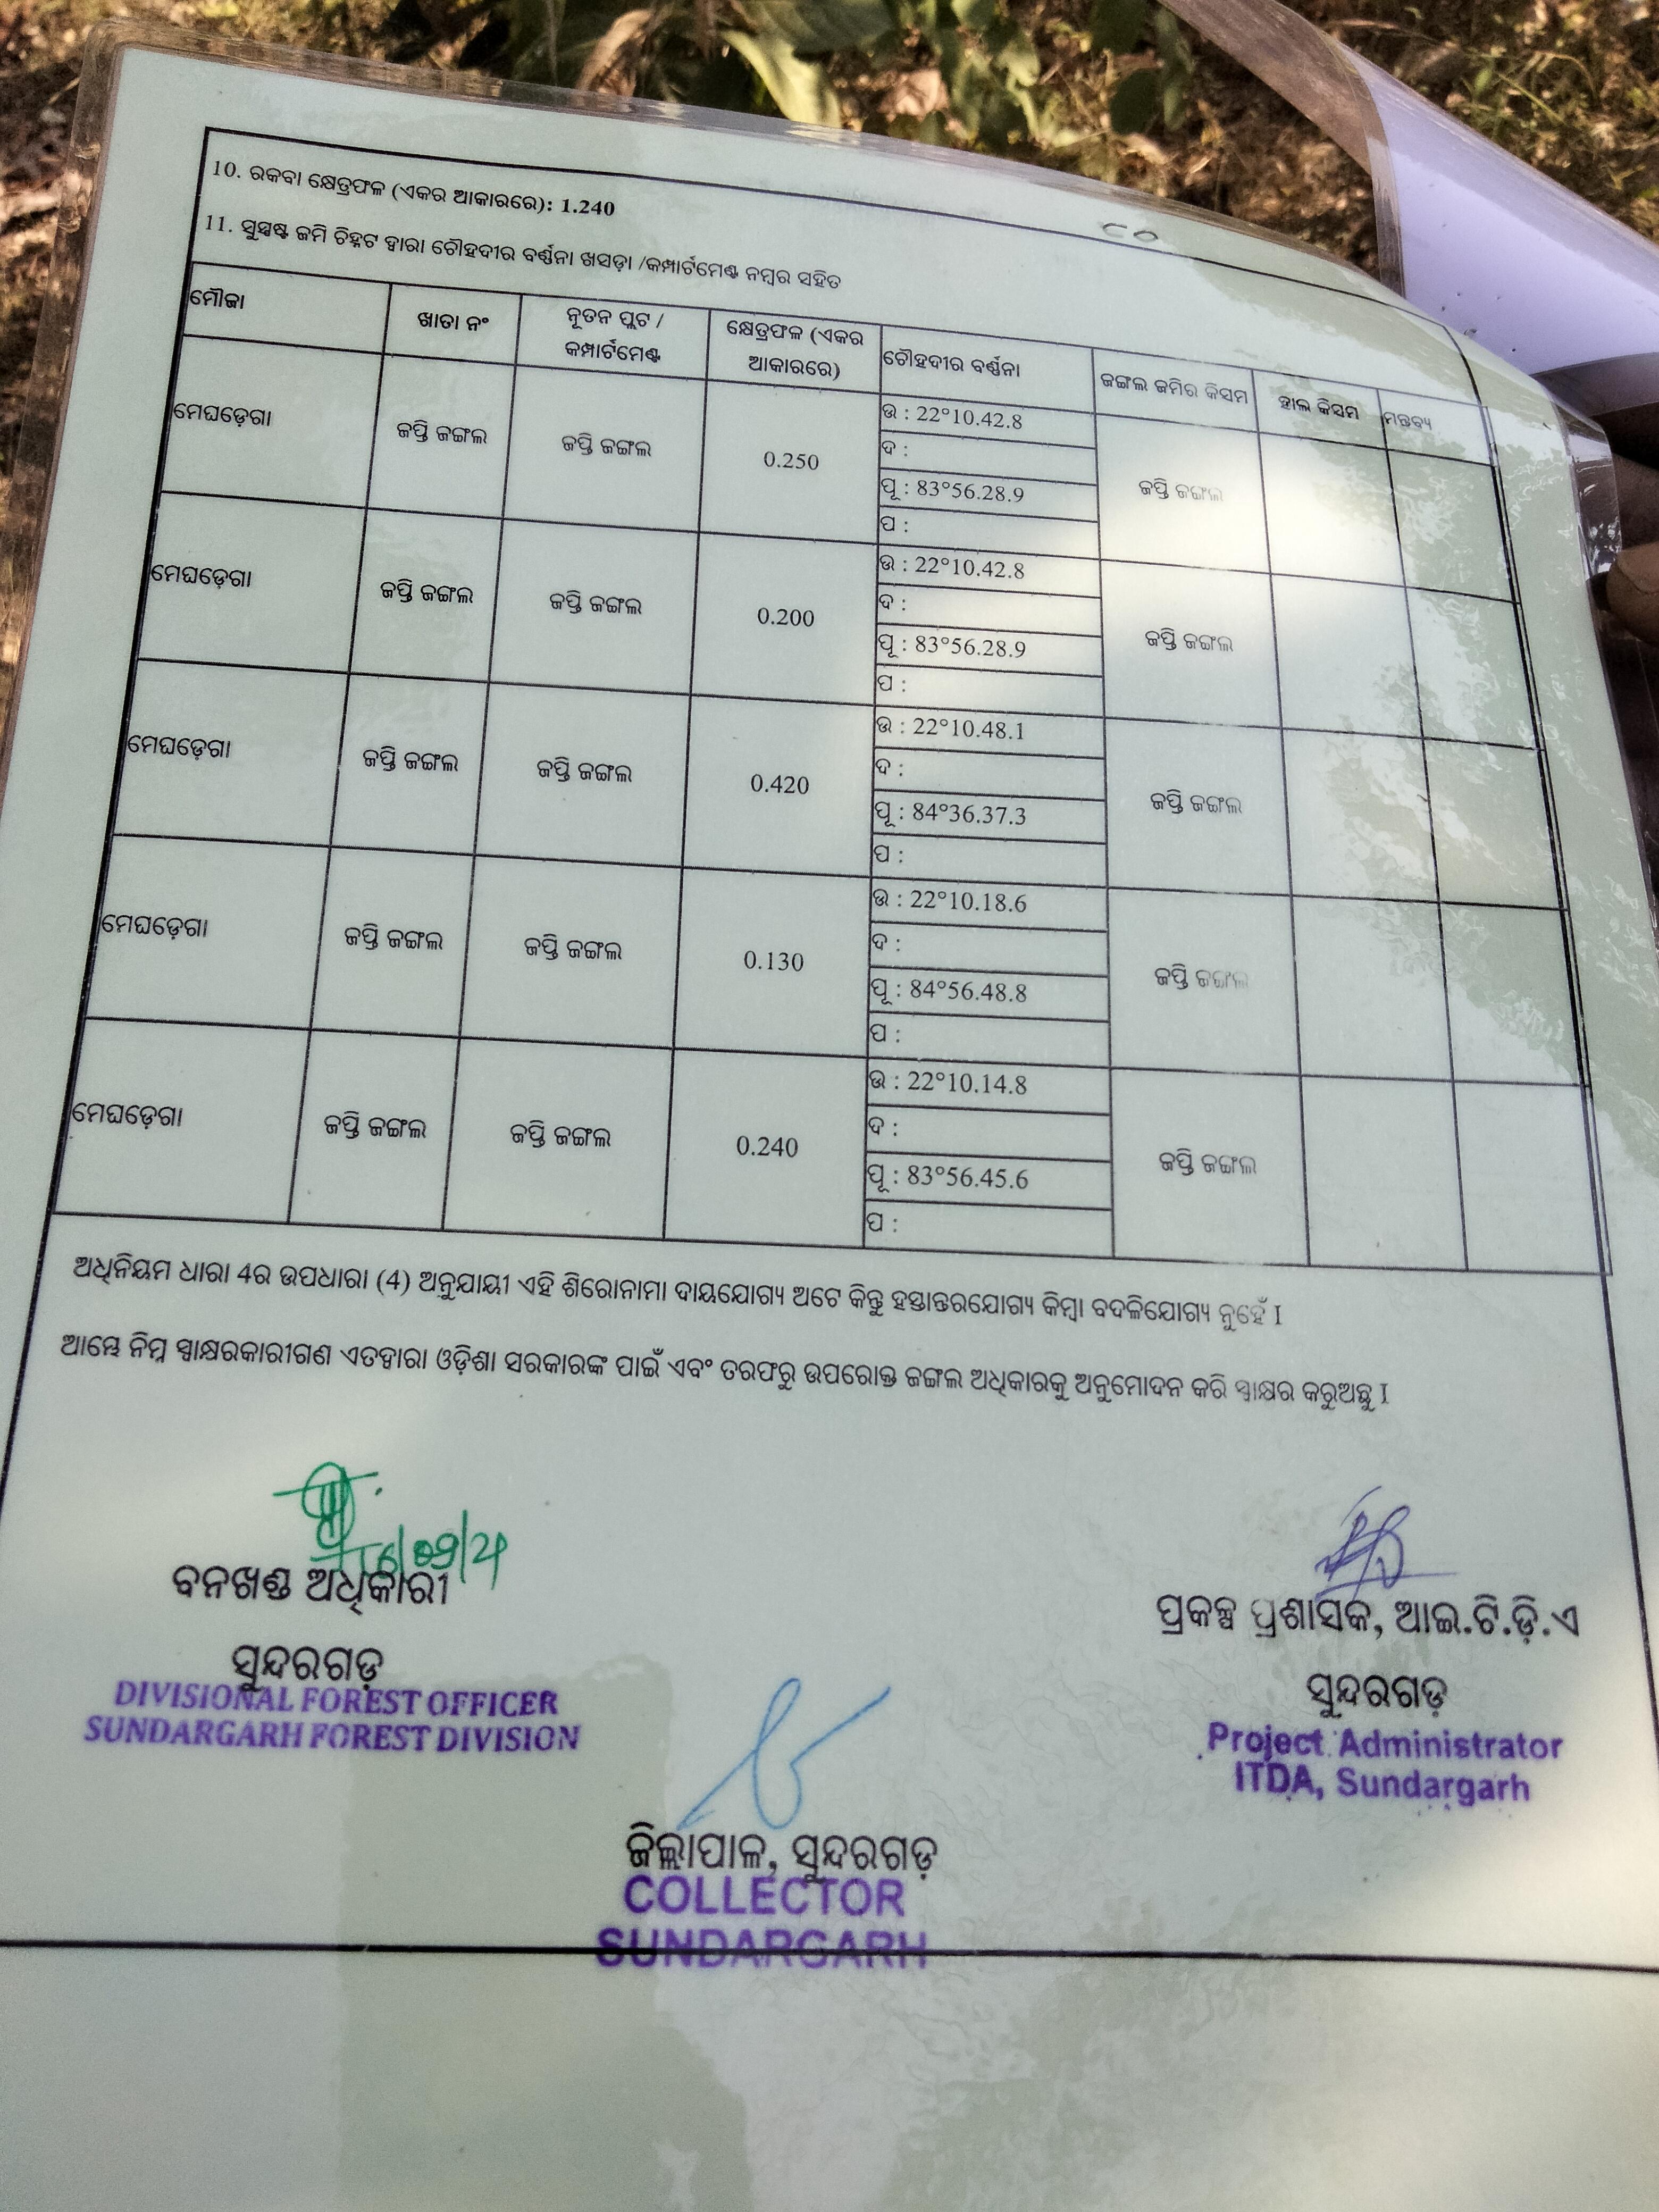 10. ରକବା କ୍ଷେତ୍ରଫଳ (ଏକର ଆକାରରେ): 1.240
11. ସୁସ୍ପଷ୍ଟ ଜମି ଚିହ୍ନଟ ଦ୍ୱାରା ଚୌହଦୀର ବର୍ଣ୍ଣନା ଖସଡ଼ା /କମ୍ପାର୍ଟମେଣ୍ଟ ନମ୍ବର ସହିତ
ମୌଜା ଖାତା ନଂ ନୂତନ ପ୍ଲଟ / କମ୍ପାର୍ଟମେଣ୍ଟ କ୍ଷେତ୍ରଫଳ (ଏକର ଆକାରରେ) ଚୌହଦୀର ବର୍ଣ୍ଣନା ଜଙ୍ଗଲ ଜମିର କିସମ ହାଲ କିସମ ମନ୍ତବ୍ୟ
ମେଘଡ଼େଗା ଜପ୍ତି ଜଙ୍ଗଲ ଜପ୍ତି ଜଙ୍ଗଲ 0.250 ଉ : 22°10.42.8
ଦ :
ପୂ : 83°56.28.9
ପ :
ଜପ୍ତି ଜଙ୍ଗଲ
ମେଘଡ଼େଗା ଜପ୍ତି ଜଙ୍ଗଲ ଜପ୍ତି ଜଙ୍ଗଲ 0.200 ଉ : 22°10.42.8
ଦ :
ପୂ : 83°56.28.9
ପ :
ଜପ୍ତି ଜଙ୍ଗଲ
ମେଘଡ଼େଗା ଜପ୍ତି ଜଙ୍ଗଲ ଜପ୍ତି ଜଙ୍ଗଲ 0.420 ଉ : 22°10.48.1
ଦ :
ପୂ : 84°36.37.3
ପ :
ଜପ୍ତି ଜଙ୍ଗଲ
ମେଘଡ଼େଗା ଜପ୍ତି ଜଙ୍ଗଲ ଜପ୍ତି ଜଙ୍ଗଲ 0.130 ଉ : 22°10.18.6
ଦ :
ପୂ : 84°56.48.8
ପ :
ଜପ୍ତି ଜଙ୍ଗଲ
ମେଘଡ଼େଗା ଜପ୍ତି ଜଙ୍ଗଲ ଜପ୍ତି ଜଙ୍ଗଲ 0.240 ଉ : 22°10.14.8
ଦ :
ପୂ : 83°56.45.6
ପ :
ଜପ୍ତି ଜଙ୍ଗଲ
ଅଧିନିୟମ ଧାରା 4ର ଉପଧାରା (4) ଅନୁଯାୟୀ ଏହି ଶିରୋନାମା ଦାୟଯୋଗ୍ୟ ଅଟେ କିନ୍ତୁ ହସ୍ତାନ୍ତରଯୋଗ୍ୟ କିମ୍ବା ବଦଳିଯୋଗ୍ୟ ନୁହେଁ I
ଆମ୍ଭେ ନିମ୍ନ ସ୍ୱାକ୍ଷରକାରୀଗଣ ଏତଦ୍ୱାରା ଓଡ଼ିଶା ସରକାରଙ୍କ ପାଇଁ ଏବଂ ତରଫରୁ ଉପରୋକ୍ତ ଜଙ୍ଗଲ ଅଧିକାରକୁ ଅନୁମୋଦନ କରି ସ୍ୱାକ୍ଷର କରୁଅଛୁ I
ବନଖଣ୍ଡ ଅଧିକାରୀ
ସୁନ୍ଦରଗଡ଼
DIVISIONAL FOREST OFFICER
SUNDARGARH FOREST DIVISION
ପ୍ରକଳ୍ପ ପ୍ରଶାସକ, ଆଇ.ଟି.ଡ଼ି.ଏ
ସୁନ୍ଦରଗଡ଼
Project Administrator
ITDA, Sundargarh
ଜିଲ୍ଲାପାଳ, ସୁନ୍ଦରଗଡ଼
COLLECTOR
SUNDARGARH